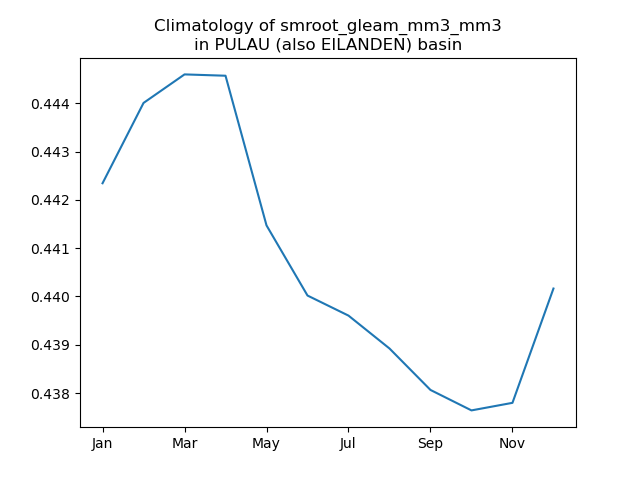 Climatology of smroot_gleam_mm3_mm3
in PULAU (also EILANDEN) basin
0.444
0.443
0.442
0.441
0.440
0.439
0.438
Jan
Mar
May
Jul
Sep
Nov